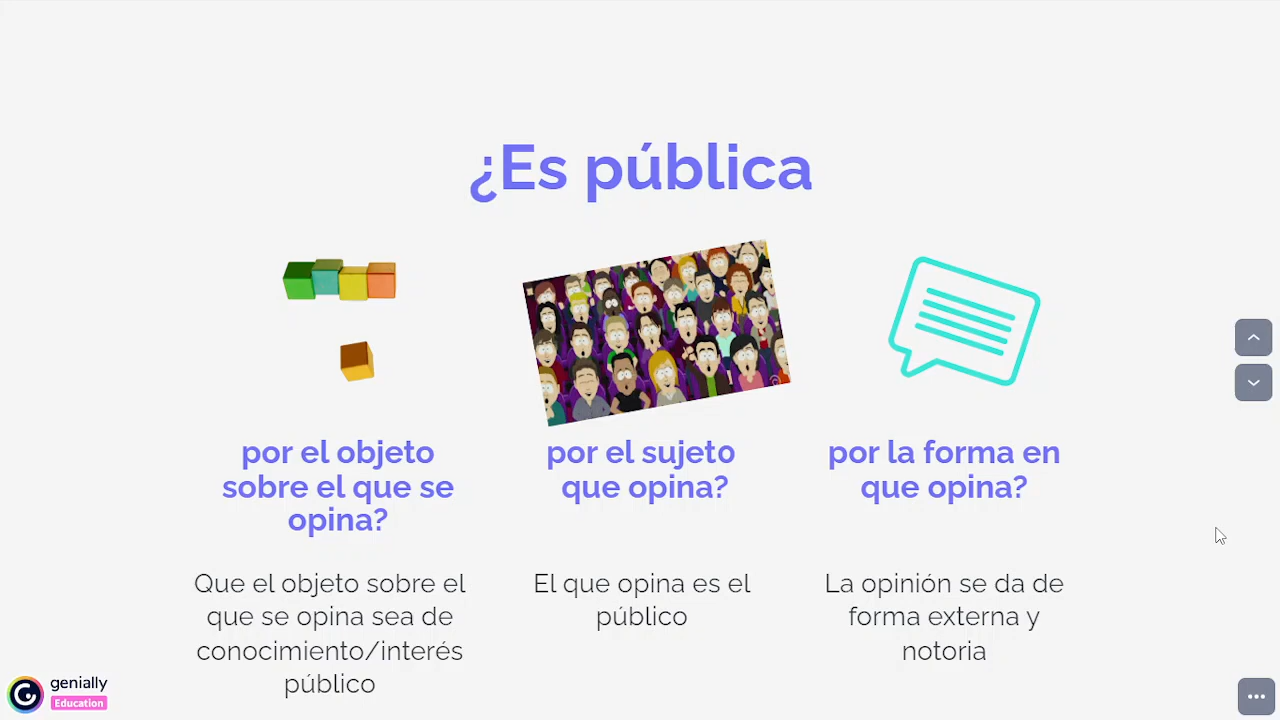 ¿Es pública
por el objeto
sobre el que se
opina?
por el sujet0
que opina?
por la forma en
que opina?
Que el objeto sobre el
que se opina sea de
conocimiento/interés
público
El que opina es el
público
La opinión se da de
forma externa y
notoria
genially
Education